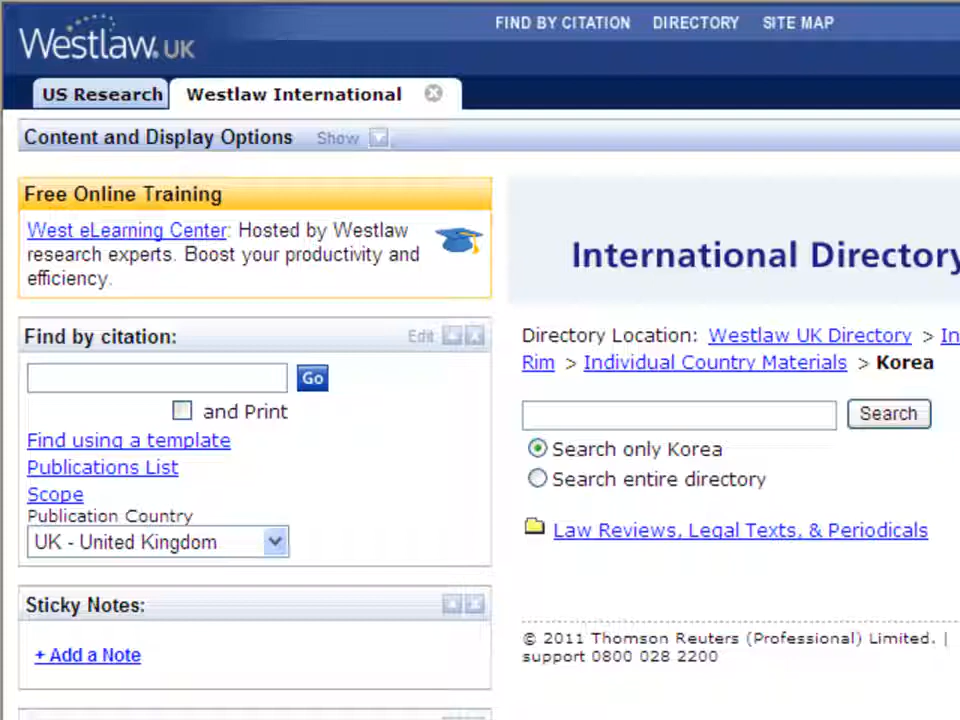 Westlaw. UK
FIND BY CITATION DIRECTORY SITE MAP
US Research Westlaw International
Content and Display Options Show
Free Online Training
West eLearning Center: Hosted by Westlaw
research experts. Boost your productivity and
efficiency.
Find by citation: Edit
Go
and Print
Find using a template
Publications List
Scope
Publication Country
UK - United Kingdom
Sticky Notes:
+ Add a Note
International Directory
Directory Location: Westlaw UK Directory > In
Rim > Individual Country Materials > Korea
Search
Search only Korea
Search entire directory
Law Reviews, Legal Texts, & Periodicals
© 2011 Thomson Reuters (Professional) Limited. |
support 0800 028 2200